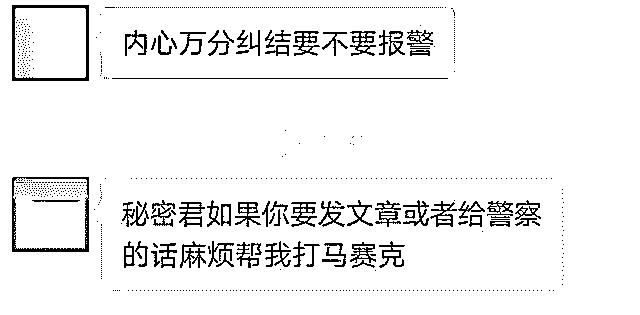 内心万分纠结要不要报警
秘密君如果你要发文章或者给警察
的话麻烦帮我打马赛克